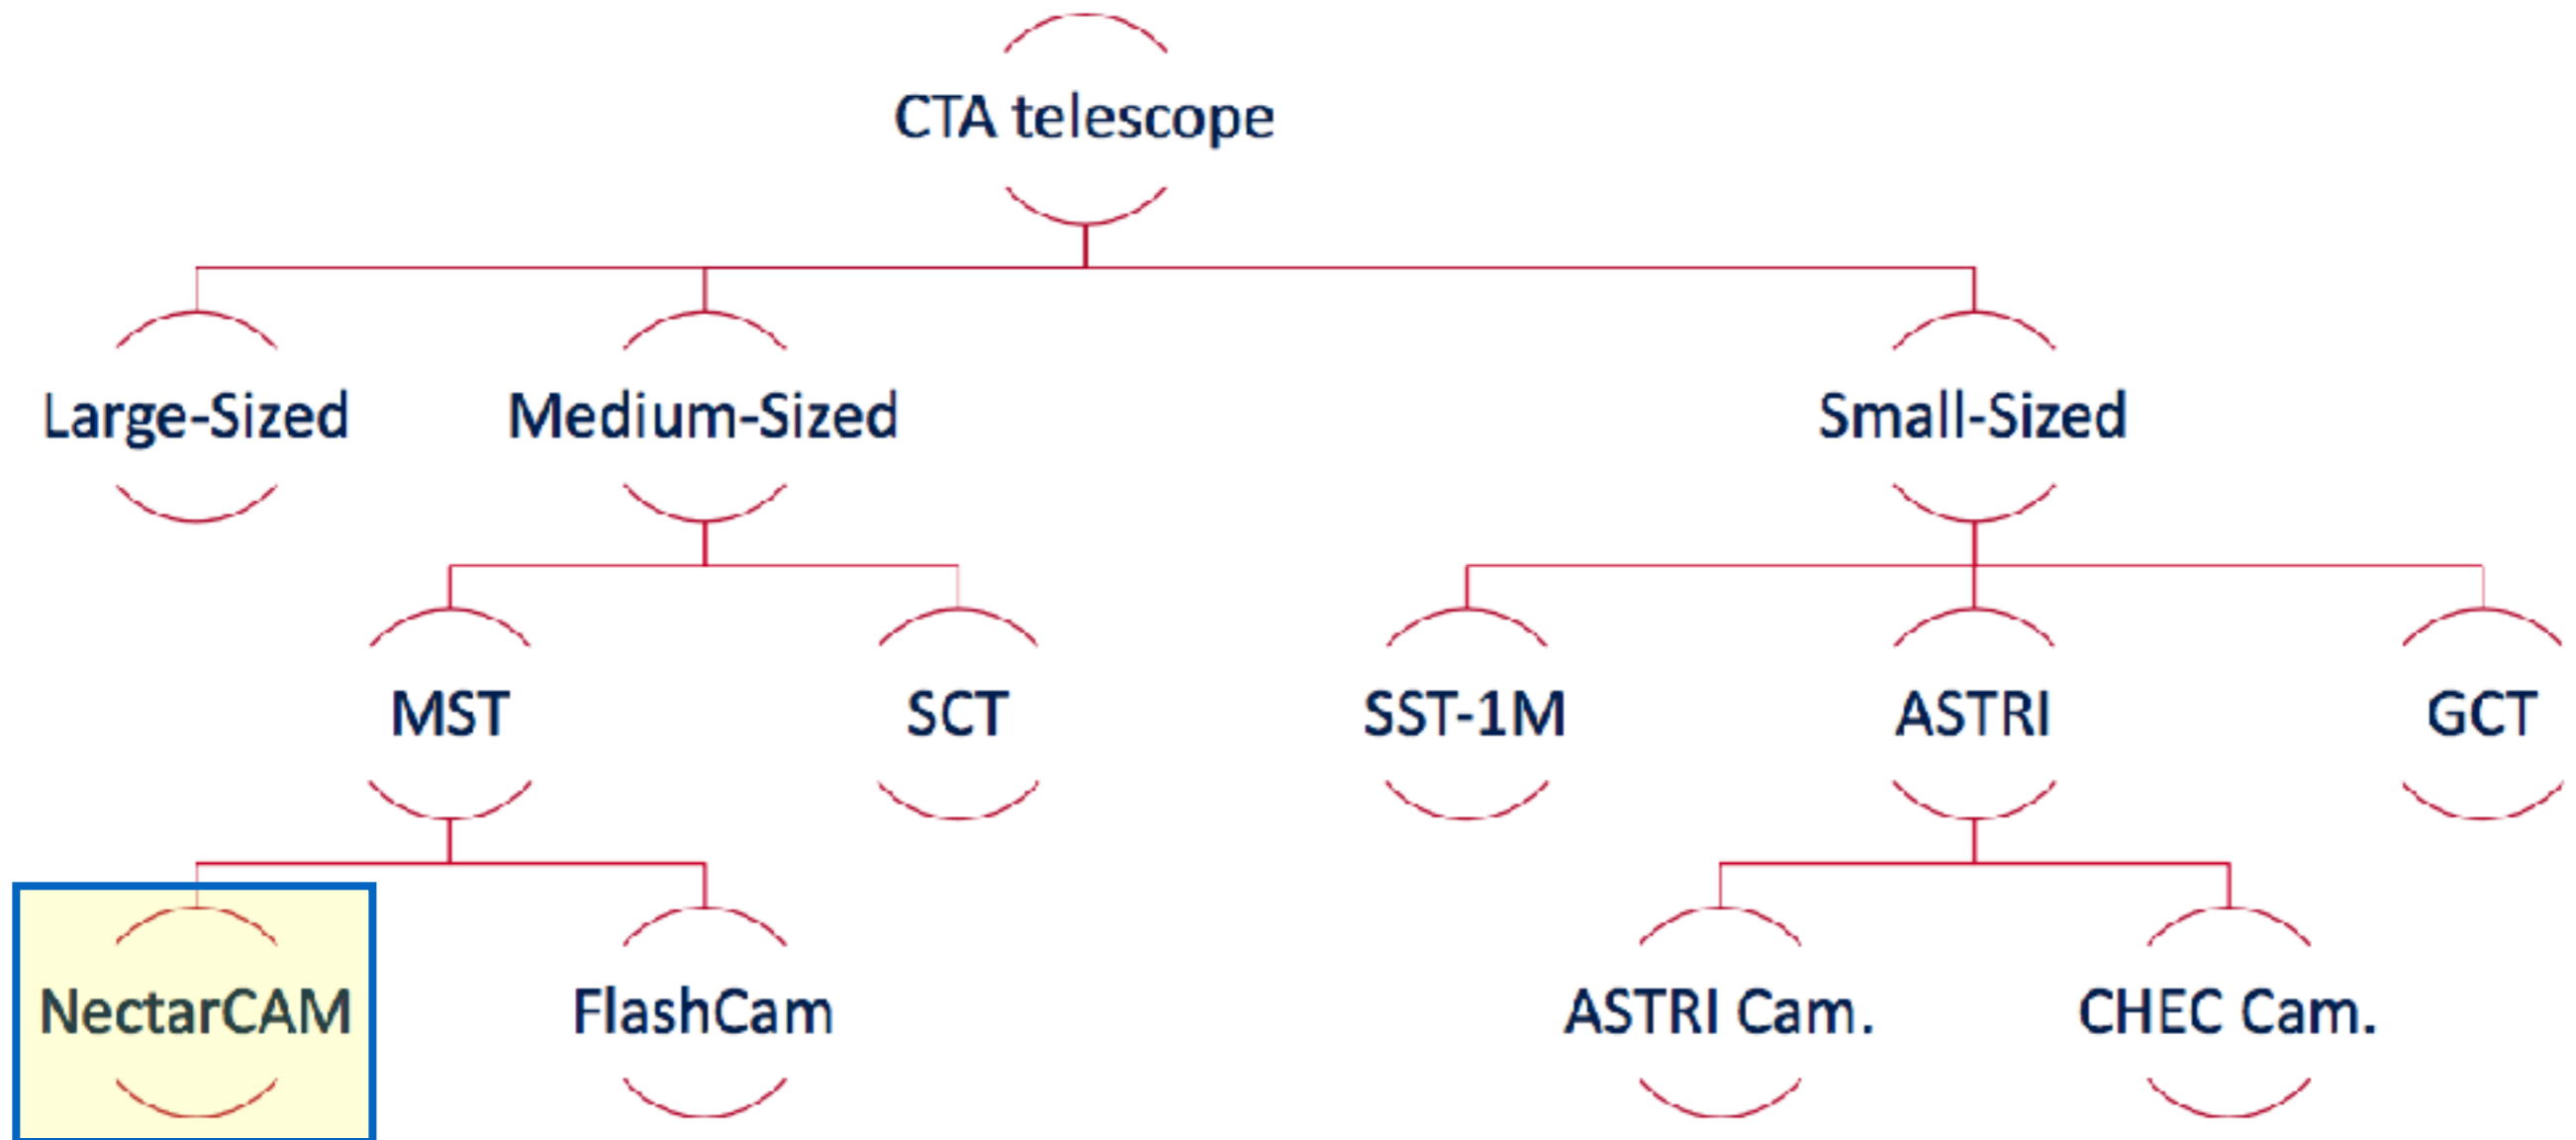 CTA telescope
Large-Sized
Medium-Sized
Small-Sized
MST
SCT
SST-1M
ASTRI
GCT
NectarCAM
FlashCam
ASTRI Cam.
CHEC Cam.